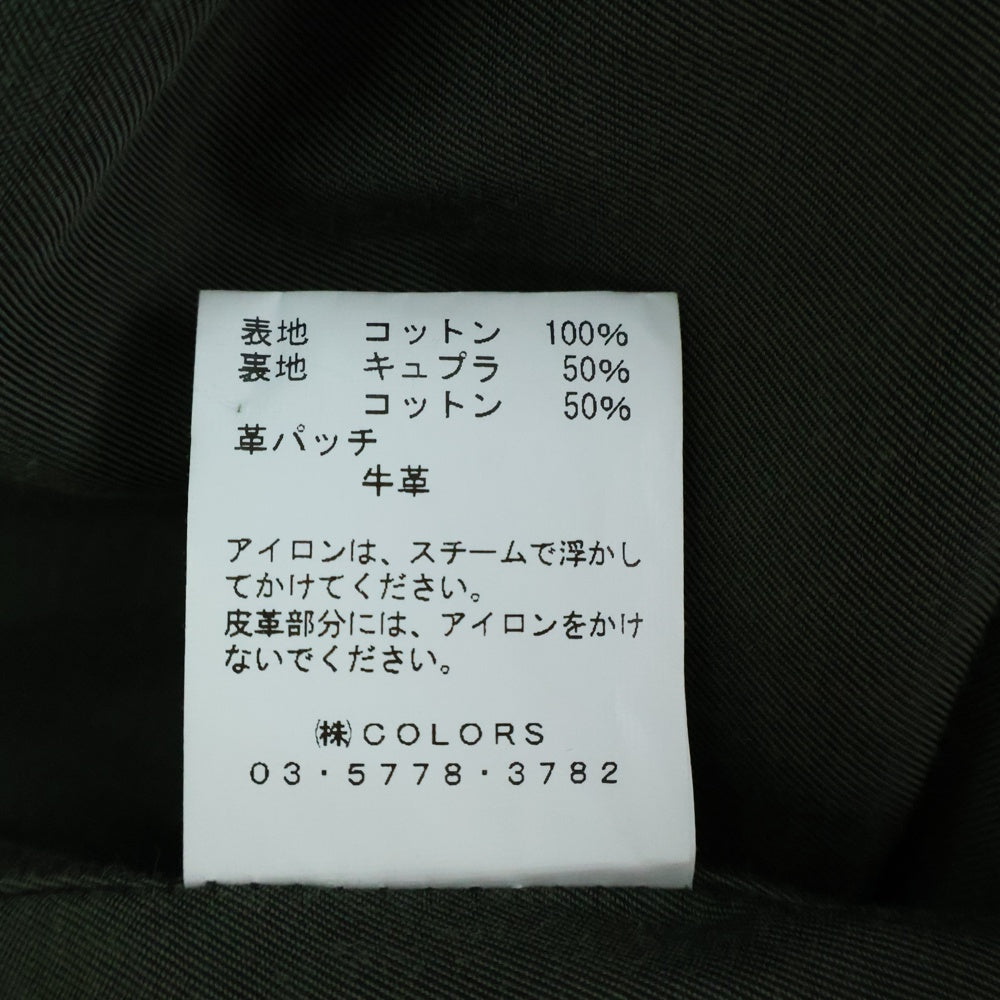 表地 コットン 100%
裏地 キュプラ 50%
コットン 50%
革パッチ
牛革
アイロンは、スチームで浮かし
てかけてください。
皮革部分には、アイロンをかけ
ないでください。
㈱COLORS
03・5778・3782